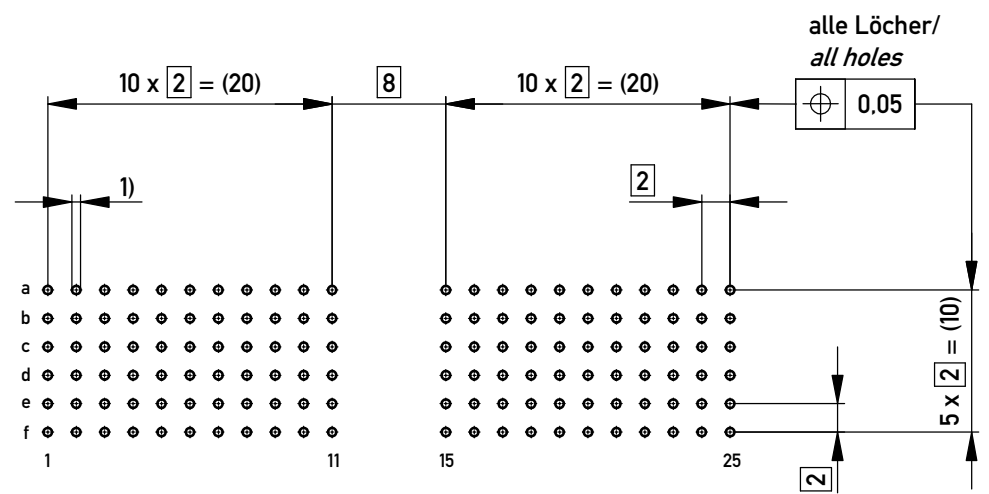 alle Löcher/
all holes
10 x 2 = (20)
8
10 x 2 = (20)
0,05
1)
2
a
b
c
d
e
f
5 x 2 = (10)
2
1
11
15
25